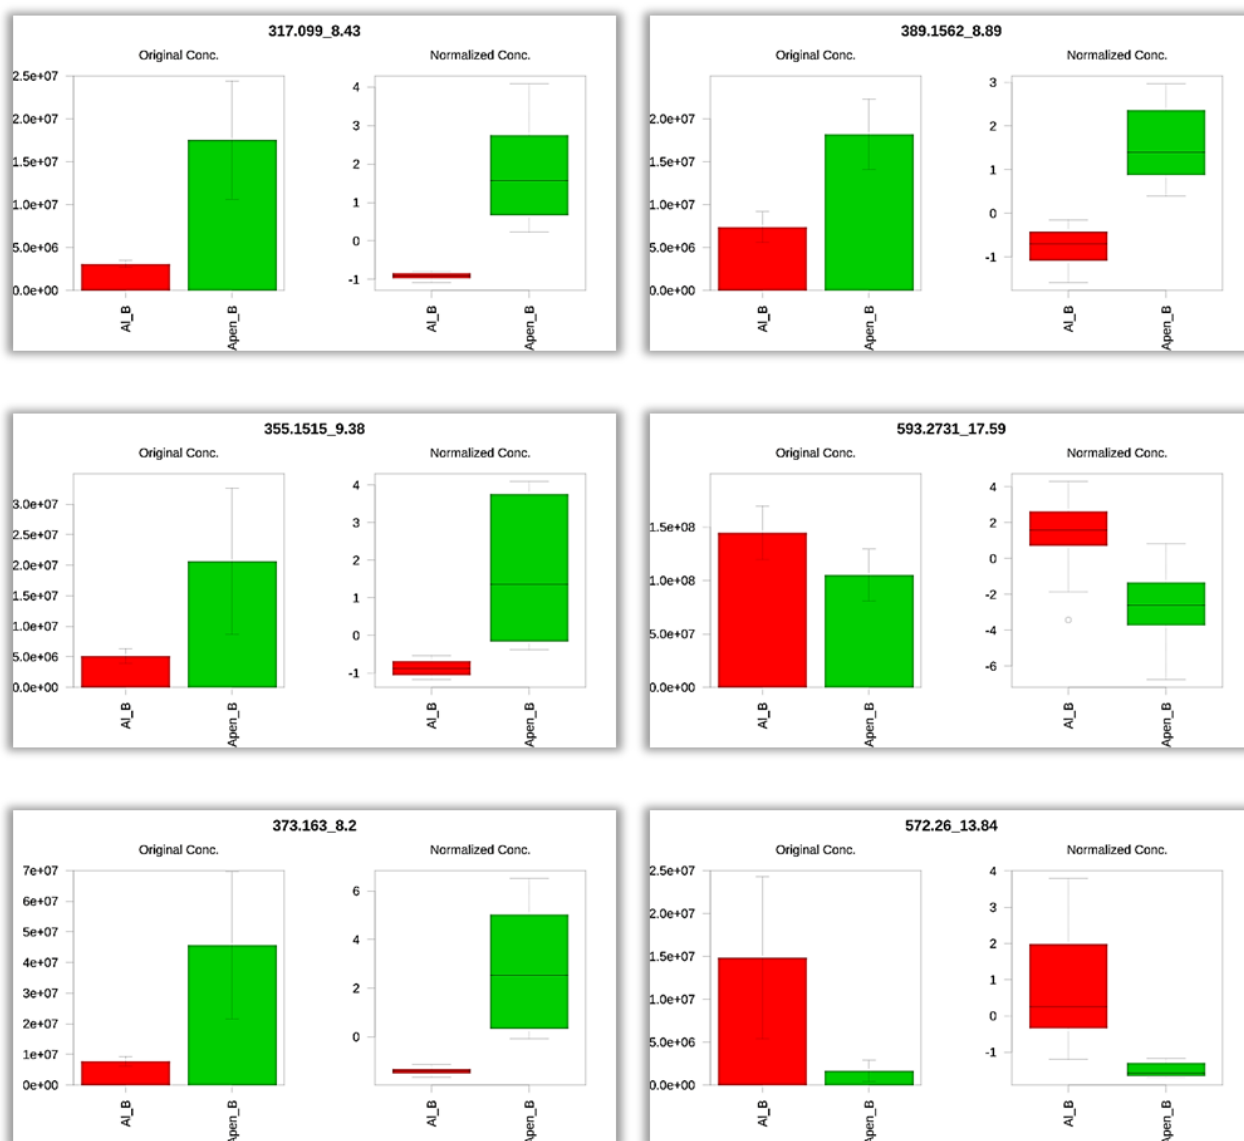 317.099_8.43
Original Conc.
Normalized Conc.
2.5e+07
2.0e+07
1.5e+07
1.0e+07
5.0e+06
0.0e+00
4
3
2
1
0
-1
Al_B
Apen_B
Al_B
Apen_B
389.1562_8.89
Original Conc.
Normalized Conc.
2.0e+07
1.5e+07
1.0e+07
5.0e+06
0.0e+00
3
2
1
0
-1
Al_B
Apen_B
Al_B
Apen_B
355.1515_9.38
Original Conc.
Normalized Conc.
3.0e+07
2.5e+07
2.0e+07
1.5e+07
1.0e+07
5.0e+06
0.0e+00
4
3
2
1
0
-1
Al_B
Apen_B
Al_B
Apen_B
593.2731_17.59
Original Conc.
Normalized Conc.
1.5e+08
1.0e+08
5.0e+07
0.0e+00
4
2
0
-2
-4
-6
Al_B
Apen_B
Al_B
Apen_B
373.163_8.2
Original Conc.
Normalized Conc.
7e+07
6e+07
5e+07
4e+07
3e+07
2e+07
1e+07
0e+00
6
4
2
0
Al_B
Apen_B
Al_B
Apen_B
572.26_13.84
Original Conc.
Normalized Conc.
2.5e+07
2.0e+07
1.5e+07
1.0e+07
5.0e+06
0.0e+00
4
3
2
1
0
-1
Al_B
Apen_B
Al_B
Apen_B